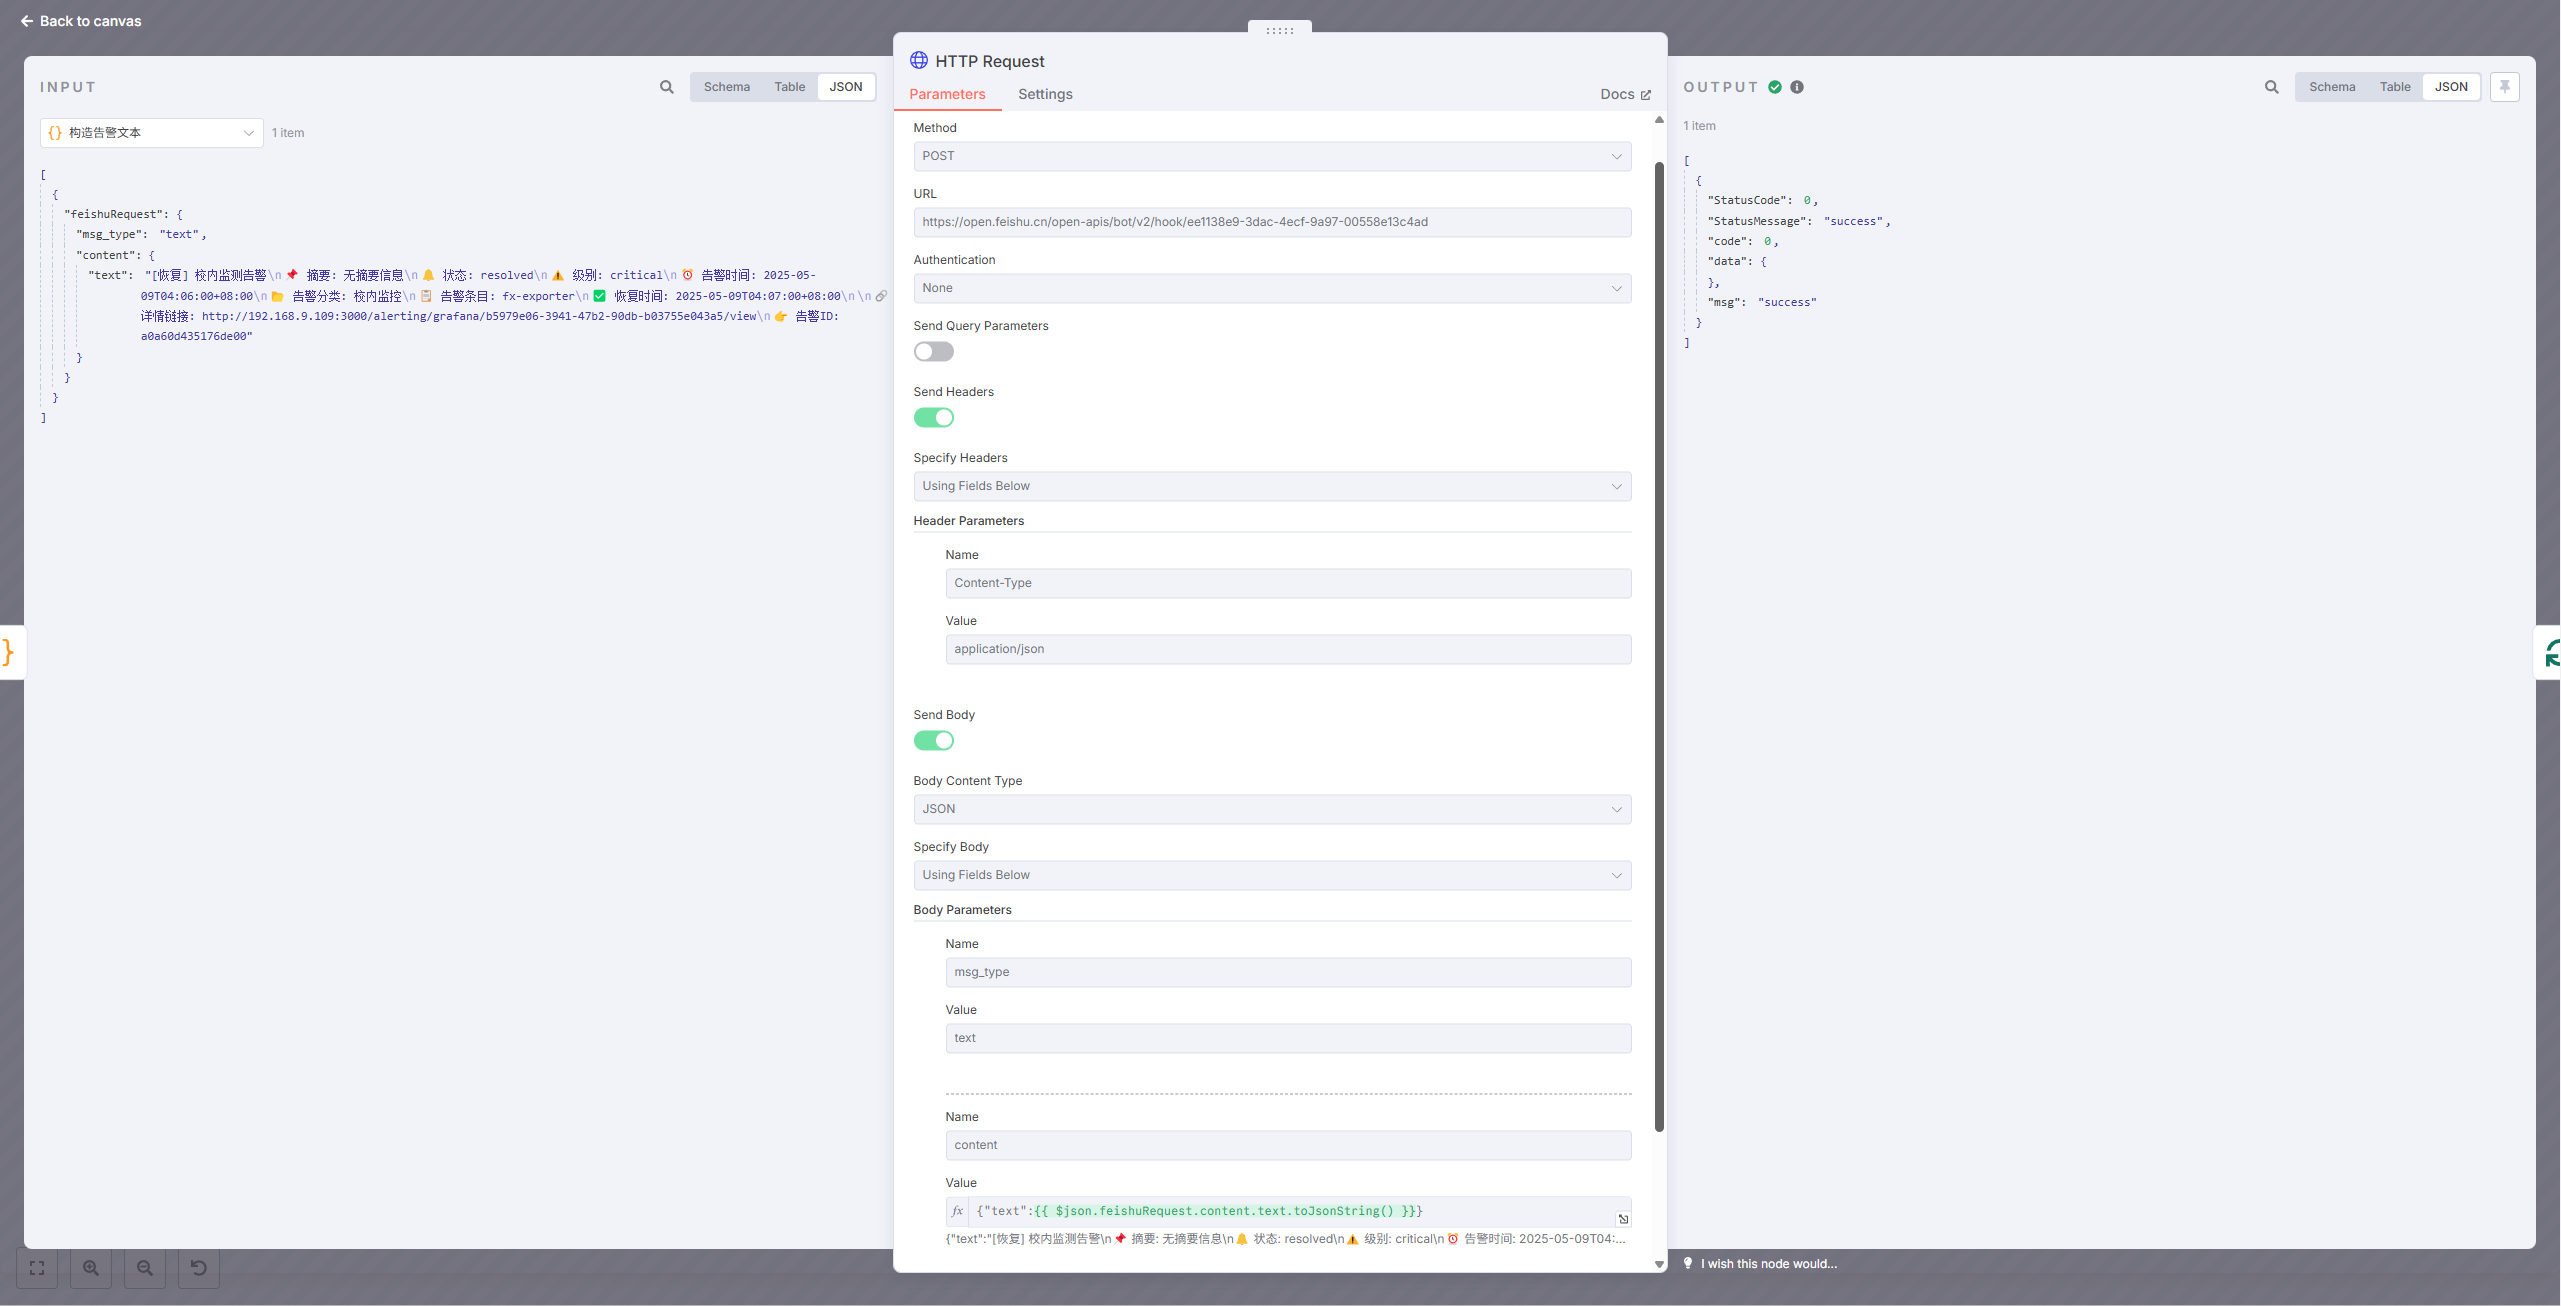 Back to canvas
INPUT
Schema
Table
JSON
{} 构造告警文本
1 item
[
{
"feishuRequest": {
"msg_type": "text",
"content": {
"text": "[恢复] 校内监测告警\n📌 摘要: 无摘要信息\n🔔 状态: resolved\n⚠️ 级别: critical\n⏰ 告警时间: 2025-05-
09T04:06:00+08:00\n📂 告警分类: 校内监控\n📋 告警条目: fx-exporter\n✅ 恢复时间: 2025-05-09T04:07:00+08:00\n\n🔗
详情链接: http://192.168.9.109:3000/alerting/grafana/b5979e06-3941-47b2-90db-b03755e043a5/view\n👉 告警ID:
a0a60d435176de00"
}
}
}
]
HTTP Request
Parameters
Settings
Docs
Method
POST
URL
https://open.feishu.cn/open-apis/bot/v2/hook/ee1138e9-3dac-4ecf-9a97-00558e13c4ad
Authentication
None
Send Query Parameters
Send Headers
Specify Headers
Using Fields Below
Header Parameters
Name
Content-Type
Value
application/json
Send Body
Body Content Type
JSON
Specify Body
Using Fields Below
Body Parameters
Name
msg_type
Value
text
Name
content
Value
fx {"text":{{ $json.feishuRequest.content.text.toJsonString() }}}
{"text":"[恢复] 校内监测告警\n📌 摘要: 无摘要信息\n🔔 状态: resolved\n⚠️ 级别: critical\n⏰ 告警时间: 2025-05-09T04:...
OUTPUT
Schema
Table
JSON
1 item
[
{
"StatusCode": 0,
"StatusMessage": "success",
"code": 0,
"data": {
},
"msg": "success"
}
]
I wish this node would...